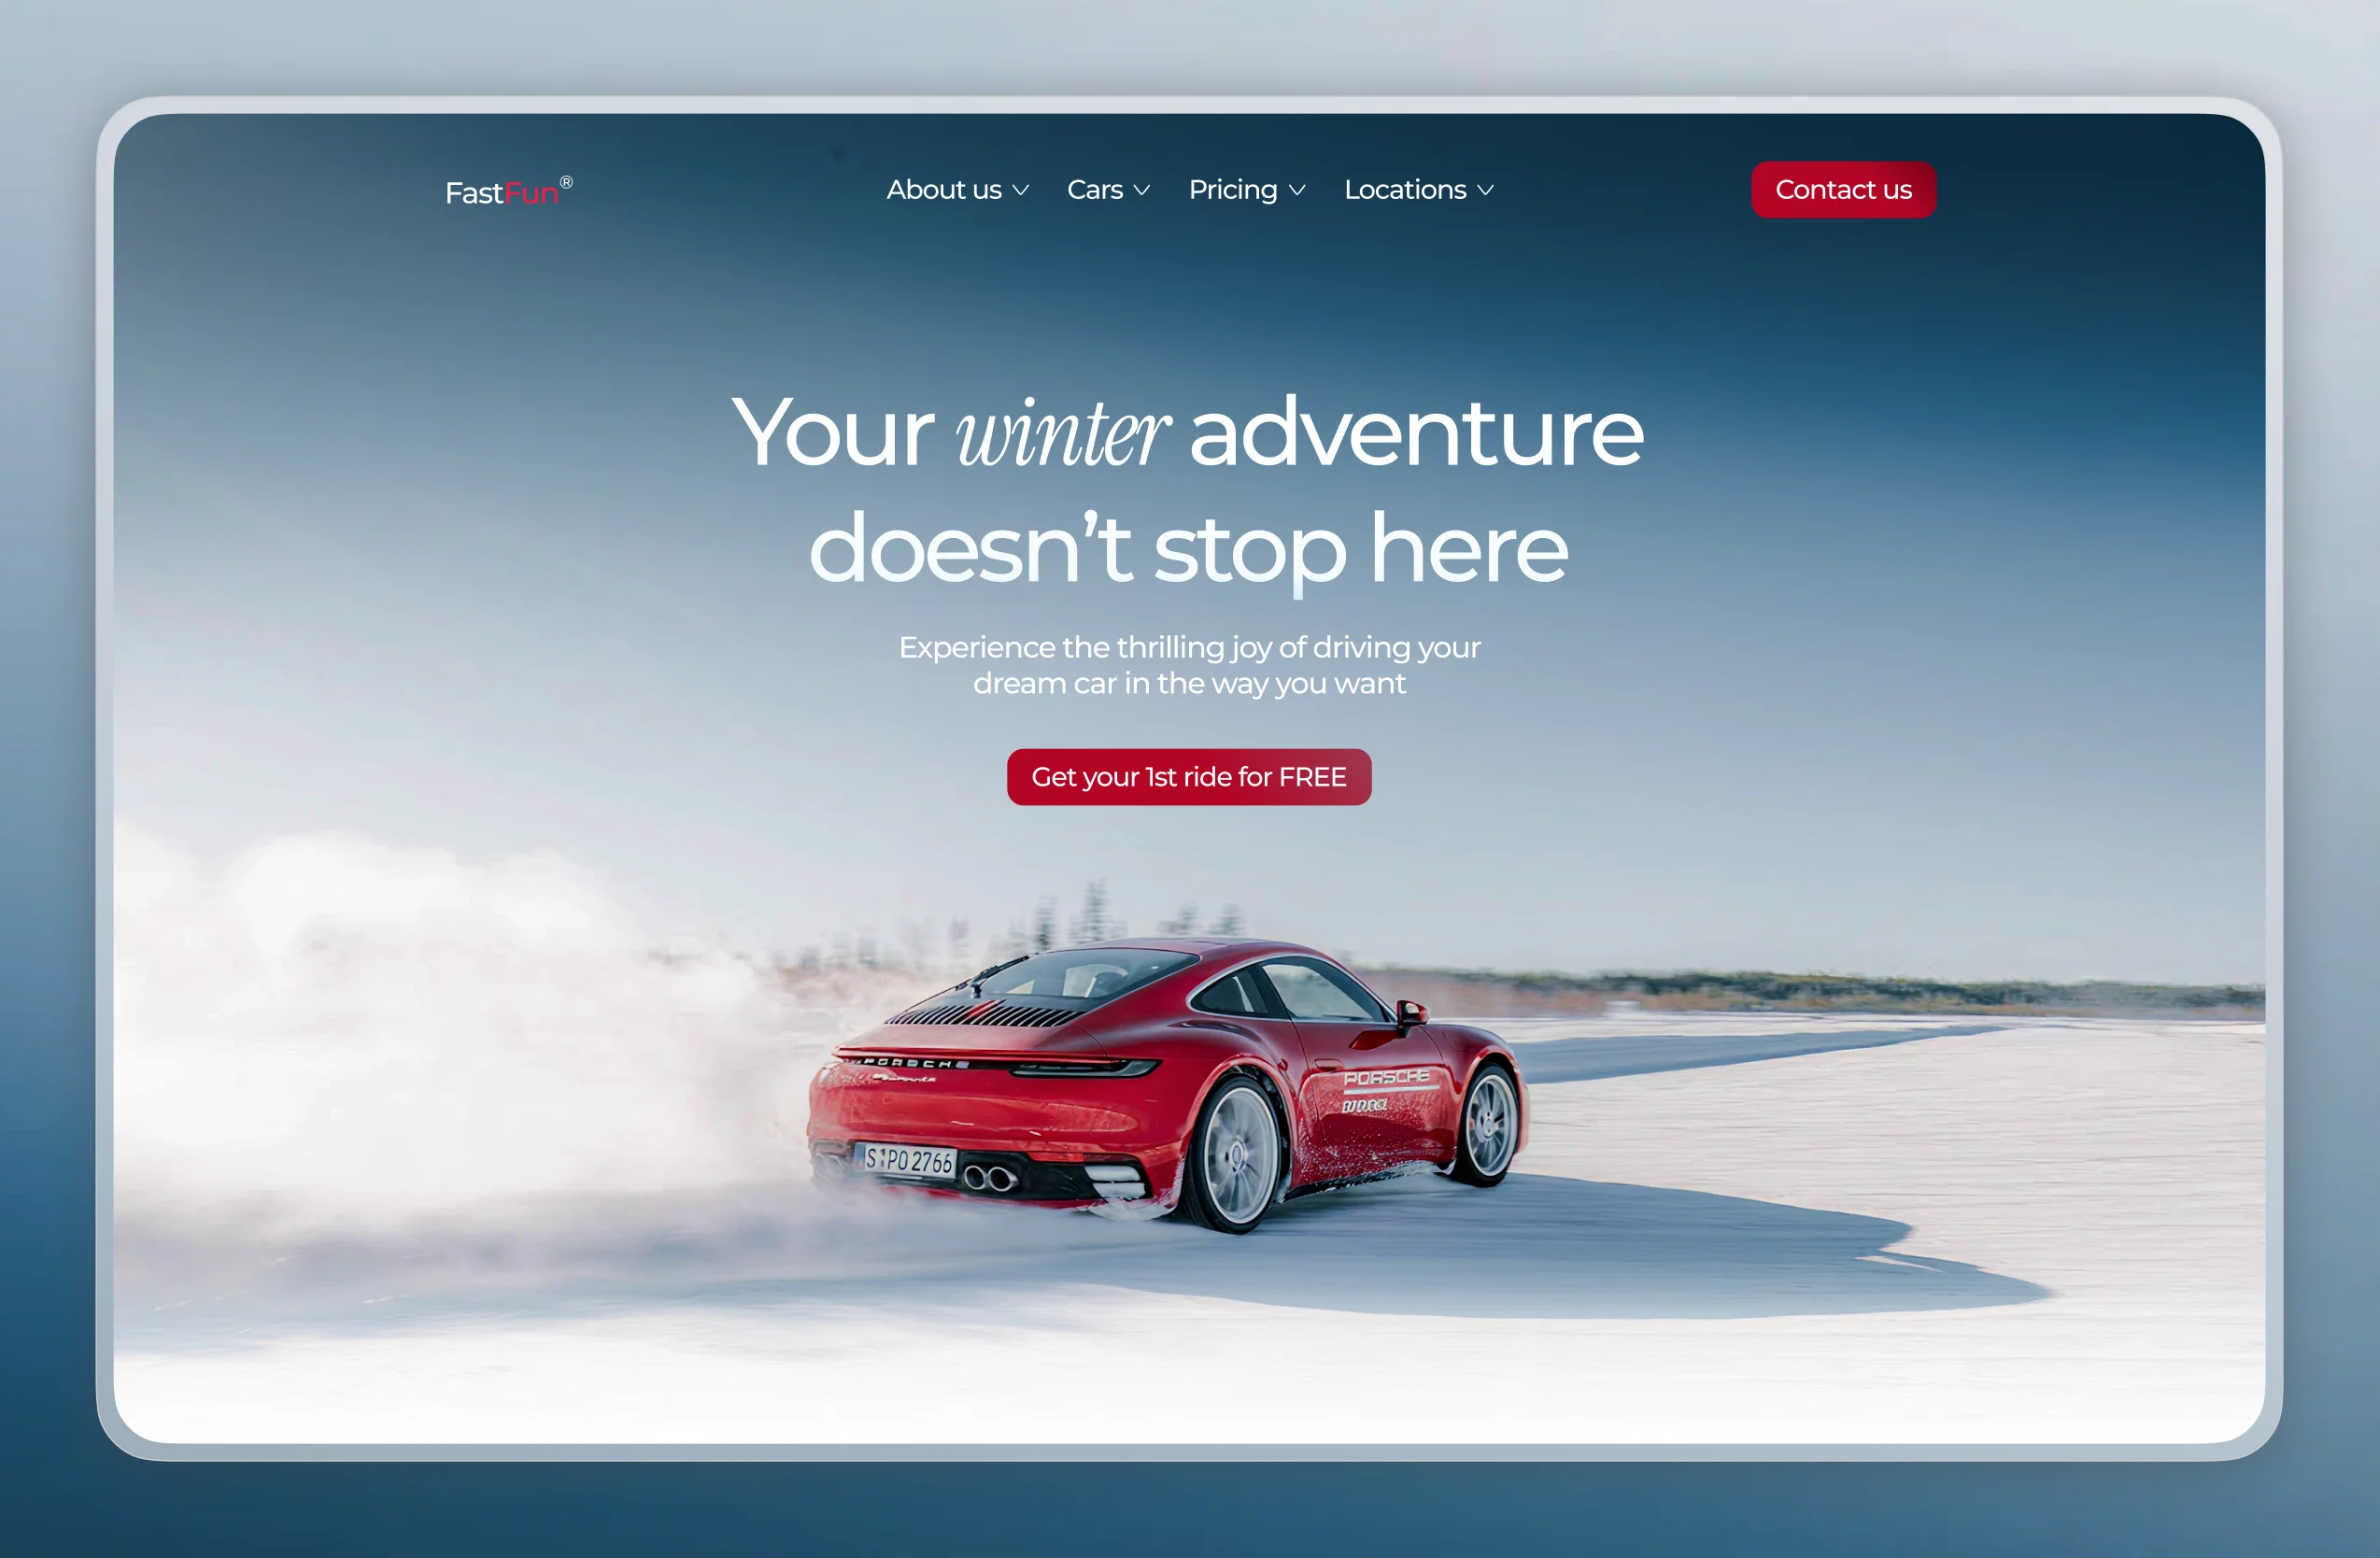 FastFun®
About us
Cars
Pricing
Locations
Contact us
Your winter adventure
doesn’t stop here
Experience the thrilling joy of driving your
dream car in the way you want
Get your 1st ride for FREE
PORSCHE
PORSCHE
2766